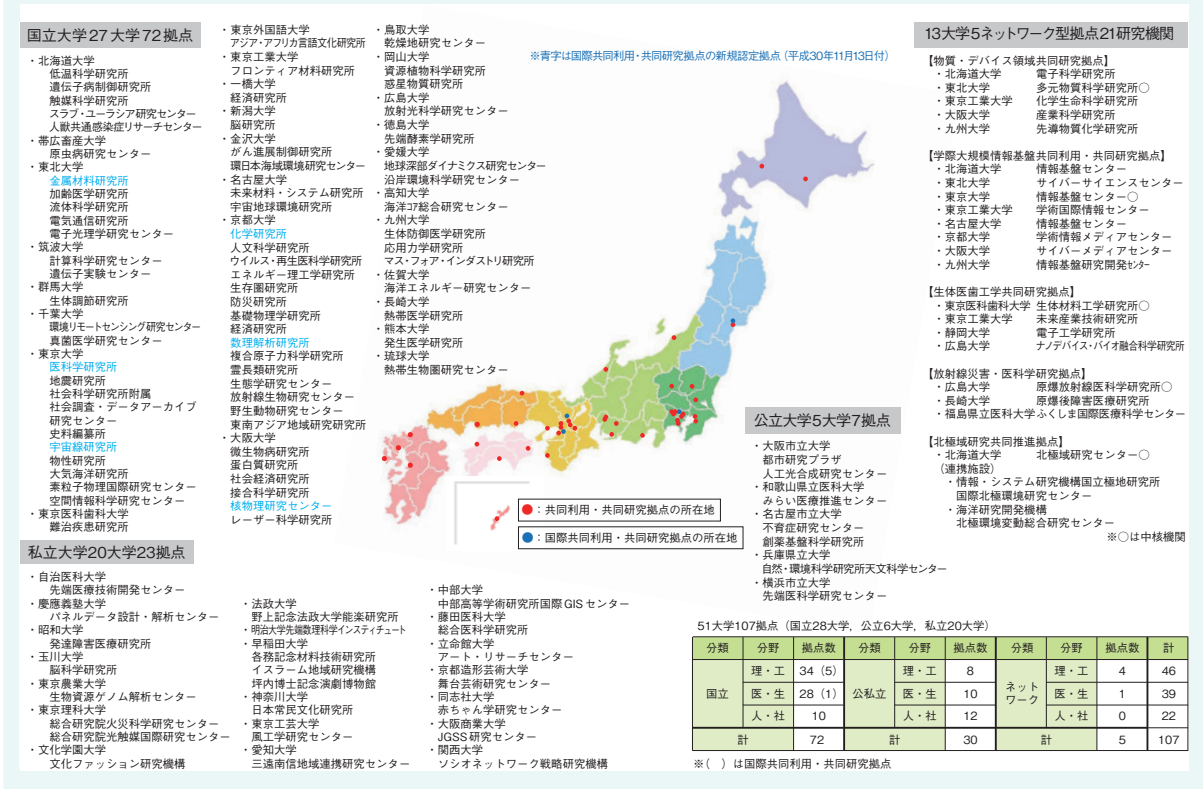 国立大学27大学72拠点
・北海道大学
低温科学研究所
遺伝子病制御研究所
触媒科学研究所
スラブ・ユーラシア研究センター
人獣共通感染症リサーチセンター
・帯広畜産大学
原虫病研究センター
・東北大学
金属材料研究所
加齢医学研究所
流体科学研究所
電気通信研究所
電子光理学研究センター
・筑波大学
計算科学研究センター
遺伝子実験センター
・群馬大学
生体調節研究所
・千葉大学
環境リモートセンシング研究センター
真菌医学研究センター
・東京大学
医科学研究所
地震研究所
社会科学研究所附属
社会調査・データアーカイブ
研究センター
史料編纂所
宇宙線研究所
物性研究所
大気海洋研究所
素粒子物理国際研究センター
空間情報科学研究センター
・東京医科歯科大学
難治疾患研究所
・東京外国語大学
アジア・アフリカ言語文化研究所
・東京工業大学
フロンティア材料研究所
・一橋大学
経済研究所
・新潟大学
脳研究所
・金沢大学
がん進展制御研究所
環日本海域環境研究センター
・名古屋大学
未来材料・システム研究所
宇宙地球環境研究所
・京都大学
化学研究所
人文科学研究所
ウイルス・再生医科学研究所
エネルギー理工学研究所
生存圏研究所
防災研究所
基礎物理学研究所
経済研究所
数理解析研究所
複合原子力科学研究所
霊長類研究所
生態学研究センター
放射線生物研究センター
野生動物研究センター
東南アジア地域研究研究所
・大阪大学
微生物病研究所
蛋白質研究所
社会経済研究所
接合科学研究所
核物理研究センター
レーザー科学研究所
・鳥取大学
乾燥地研究センター
・岡山大学
資源植物科学研究所
惑星物質研究所
・広島大学
放射光科学研究センター
・徳島大学
先端酵素学研究所
・愛媛大学
地球深部ダイナミクス研究センター
沿岸環境科学研究センター
・高知大学
海洋コア総合研究センター
・九州大学
生体防御医学研究所
応用力学研究所
マス・フォア・インダストリ研究所
・佐賀大学
海洋エネルギー研究センター
・長崎大学
熱帯医学研究所
・熊本大学
発生医学研究所
・琉球大学
熱帯生物圏研究センター
※青字は国際共同利用・共同研究拠点の新規認定拠点（平成30年11月13日付）
●：共同利用・共同研究拠点の所在地
●：国際共同利用・共同研究拠点の所在地
13大学5ネットワーク型拠点21研究機関
【物質・デバイス領域共同研究拠点】
・北海道大学 電子科学研究所
・東北大学 多元物質科学研究所○
・東京工業大学 化学生命科学研究所
・大阪大学 産業科学研究所
・九州大学 先導物質化学研究所
【学際大規模情報基盤共同利用・共同研究拠点】
・北海道大学 情報基盤センター
・東北大学 サイバーサイエンスセンター
・東京大学 情報基盤センター○
・東京工業大学 学術国際情報センター
・名古屋大学 情報基盤センター
・京都大学 学術情報メディアセンター
・大阪大学 サイバーメディアセンター
・九州大学 情報基盤研究開発センター
【生体医歯工学共同研究拠点】
・東京医科歯科大学 生体材料工学研究所○
・東京工業大学 未来産業技術研究所
・静岡大学 電子工学研究所
・広島大学 ナノデバイス・バイオ融合科学研究所
【放射線災害・医科学研究拠点】
・広島大学 原爆放射線医科学研究所○
・長崎大学 原爆後障害医療研究所
・福島県立医科大学 ふくしま国際医療科学センター
【北極域研究共同推進拠点】
・北海道大学 北極域研究センター○
（連携施設）
・情報・システム研究機構国立極地研究所
国際北極環境研究センター
・海洋研究開発機構
北極環境変動総合研究センター
※○は中核機関
公立大学5大学7拠点
・大阪市立大学
都市研究プラザ
人工光合成研究センター
・和歌山県立医科大学
みらい医療推進センター
・名古屋市立大学
不育症研究センター
創薬基盤科学研究所
・兵庫県立大学
自然・環境科学研究所天文科学センター
・横浜市立大学
先端医科学研究センター
私立大学20大学23拠点
・自治医科大学
先端医療技術開発センター
・慶應義塾大学
パネルデータ設計・解析センター
・昭和大学
発達障害医療研究所
・玉川大学
脳科学研究所
・東京農業大学
生物資源ゲノム解析センター
・東京理科大学
総合研究院火災科学研究センター
総合研究院光触媒国際研究センター
・文化学園大学
文化ファッション研究機構
・法政大学
野上記念法政大学能楽研究所
・明治大学先端数理科学インスティチュート
・早稲田大学
各務記念材料技術研究所
イスラーム地域研究機構
坪内博士記念演劇博物館
・神奈川大学
日本常民文化研究所
・東京工芸大学
風工学研究センター
・愛知大学
三遠南信地域連携研究センター
・中部大学
中部高等学術研究所国際GISセンター
・藤田医科大学
総合医科学研究所
・立命館大学
アート・リサーチセンター
・京都造形芸術大学
舞台芸術研究センター
・同志社大学
赤ちゃん学研究センター
・大阪商業大学
JGSS研究センター
・関西大学
ソシオネットワーク戦略研究機構
51大学107拠点（国立28大学，公立6大学，私立20大学）
分類 分野 拠点数 分類 分野 拠点数 分類 分野 拠点数 計
国立 理・工 34（5） 公私立 理・工 8 ネットワーク 理・工 4 46
医・生 28（1） 医・生 10 医・生 1 39
人・社 10 人・社 12 人・社 0 22
計 72 計 30 計 5 107
※（ ）は国際共同利用・共同研究拠点